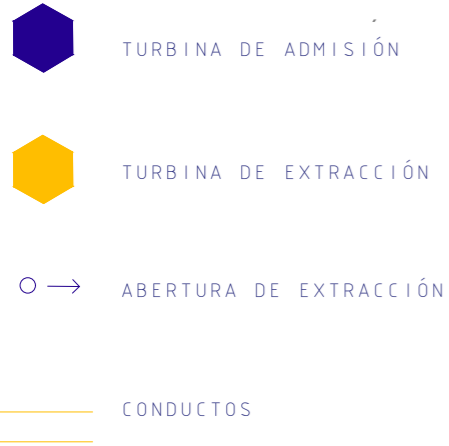 TURBINA DE ADMISIÓN
TURBINA DE EXTRACCIÓN
ABERTURA DE EXTRACCIÓN
CONDUCTOS